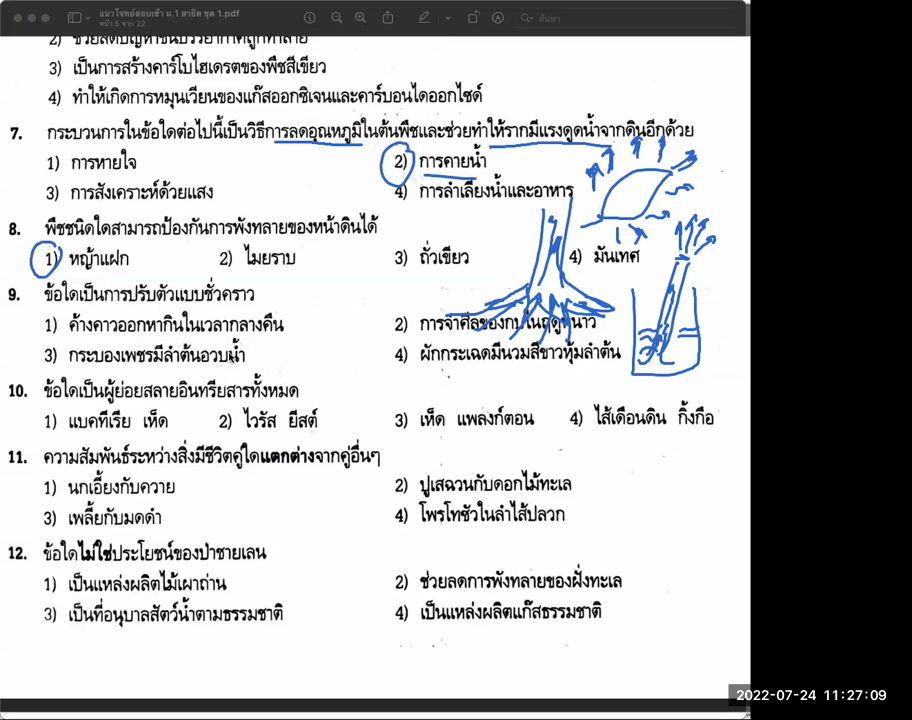 แนวโจทย์สอบเข้า ม.1 สาธิต ชุด 1.pdf
หน้า 5 จาก 22
ค้นหา
2) ช่วยลดปัญหาชั้นบรรยากาศถูกทำลาย
3) เป็นการสร้างคาร์โบไฮเดรตของพืชสีเขียว
4) ทำให้เกิดการหมุนเวียนของแก๊สออกซิเจนและคาร์บอนไดออกไซด์
7. กระบวนการในข้อใดต่อไปนี้เป็นวิธีการลดอุณหภูมิในต้นพืชและช่วยทำให้รากมีแรงดูดน้ำจากดินอีกด้วย
1) การหายใจ 2) การคายน้ำ
3) การสังเคราะห์ด้วยแสง 4) การลำเลียงน้ำและอาหาร
8. พืชชนิดใดสามารถป้องกันการพังทลายของหน้าดินได้
1) หญ้าแฝก 2) ไมยราบ 3) ถั่วเขียว 4) มันเทศ
9. ข้อใดเป็นการปรับตัวแบบชั่วคราว
1) ค้างคาวออกหากินในเวลากลางคืน 2) การจำศีลของกบในฤดูหนาว
3) กระบองเพชรมีลำต้นอวบน้ำ 4) ผักกระเฉดมีนวมสีขาวหุ้มลำต้น
10. ข้อใดเป็นผู้ย่อยสลายอินทรียสารทั้งหมด
1) แบคทีเรีย เห็ด 2) ไวรัส ยีสต์ 3) เห็ด แพลงก์ตอน 4) ไส้เดือนดิน กิ้งกือ
11. ความสัมพันธ์ระหว่างสิ่งมีชีวิตคู่ใดแตกต่างจากคู่อื่นๆ
1) นกเอี้ยงกับควาย 2) ปูเสฉวนกับดอกไม้ทะเล
3) เพลี้ยกับมดดำ 4) โพรโทซัวในลำไส้ปลวก
12. ข้อใดไม่ใช่ประโยชน์ของป่าชายเลน
1) เป็นแหล่งผลิตไม้เผาถ่าน 2) ช่วยลดการพังทลายของฝั่งทะเล
3) เป็นที่อนุบาลสัตว์น้ำตามธรรมชาติ 4) เป็นแหล่งผลิตแก๊สธรรมชาติ
2022-07-24 11:27:09